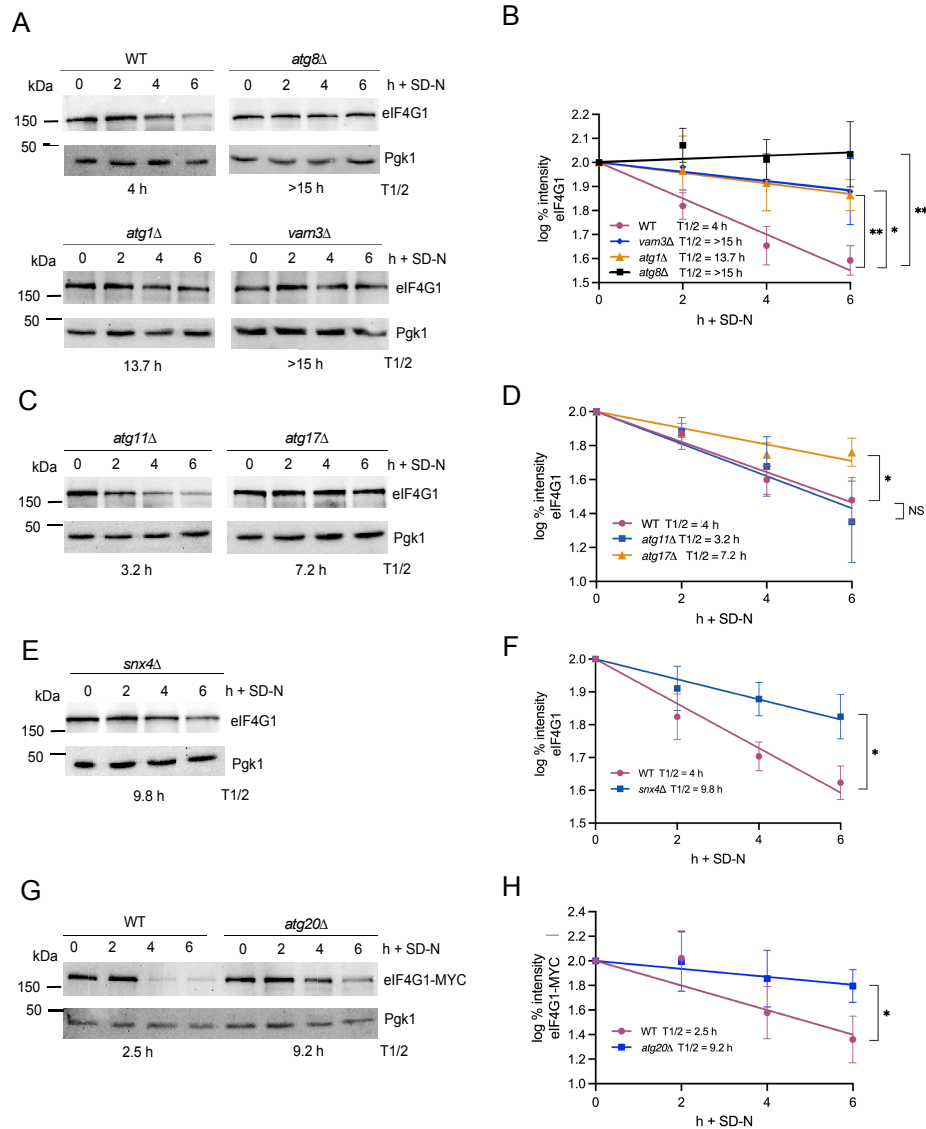 A
WT
atg8Δ
kDa
0 2 4 6
0 2 4 6
h + SD-N
150
eIF4G1
50
Pgk1
4 h
>15 h
T1/2
atg1Δ
vam3Δ
150
eIF4G1
50
Pgk1
13.7 h
>15 h
T1/2
B
log % intensity
eIF4G1
2.2
2.1
2.0
1.9
1.8
1.7
1.6
1.5
WT T1/2 = 4 h
vam3Δ T1/2 = >15 h
atg1Δ T1/2 = 13.7 h
atg8Δ T1/2 = >15 h
** * **
0 2 4 6
h + SD-N
C
atg11Δ
atg17Δ
kDa
0 2 4 6
0 2 4 6
h + SD-N
150
eIF4G1
50
Pgk1
3.2 h
7.2 h
T1/2
D
log % intensity
eIF4G1
2.0
1.8
1.6
1.4
1.2
1.0
WT T1/2 = 4 h
atg11Δ T1/2 = 3.2 h
atg17Δ T1/2 = 7.2 h
*
NS
0 2 4 6
h + SD-N
E
snx4Δ
kDa
0 2 4 6
h + SD-N
150
eIF4G1
50
Pgk1
9.8 h
T1/2
F
log % intensity
eIF4G1
2.0
1.9
1.8
1.7
1.6
1.5
WT T1/2 = 4 h
snx4Δ T1/2 = 9.8 h
*
0 2 4 6
h + SD-N
G
WT
atg20Δ
kDa
0 2 4 6
0 2 4 6
h + SD-N
150
eIF4G1-MYC
50
Pgk1
2.5 h
9.2 h
T1/2
H
log % intensity
eIF4G1-MYC
2.4
2.2
2.0
1.8
1.6
1.4
1.2
1.0
WT T1/2 = 2.5 h
atg20Δ T1/2 = 9.2 h
*
0 2 4 6
h + SD-N